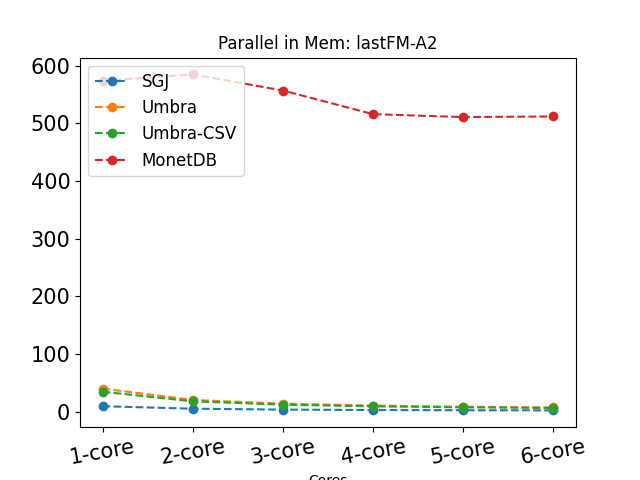 Parallel in Mem: lastFM-A2
600
500
400
300
200
100
0
SGJ
Umbra
Umbra-CSV
MonetDB
1-core
2-core
3-core
4-core
5-core
6-core
Cores